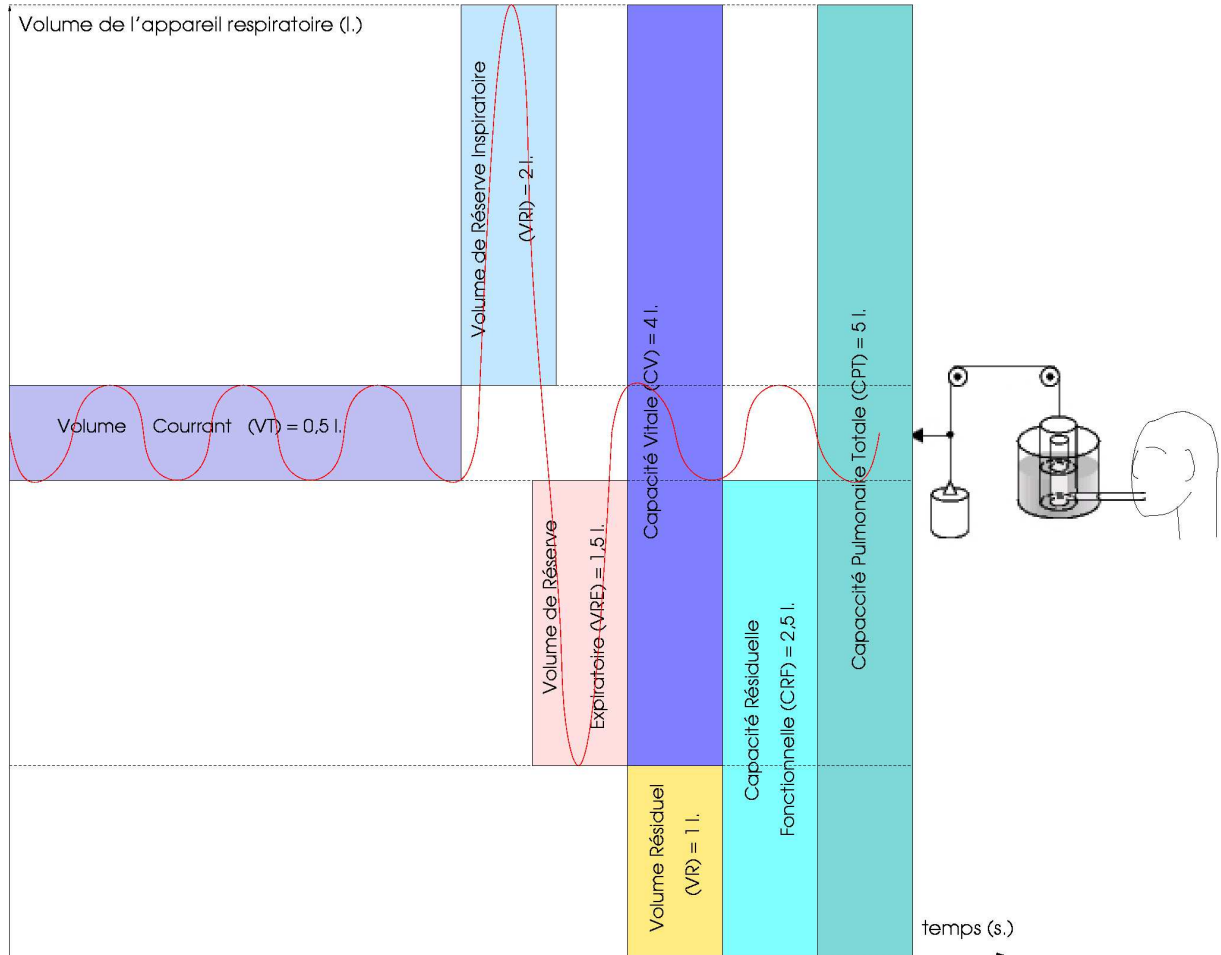 Volume de l'appareil respiratoire (l.)
Volume de Réserve Inspiratoire
(VRI) = 2 l.
Volume Courrant (VT) = 0,5 l.
Volume de Réserve
Expiratoire (VRE) = 1,5 l.
Capacité Vitale (CV) = 4 l.
Volume Résiduel
(VR) = 1 l.
Capacité Résiduelle
Fonctionnelle (CRF) = 2,5 l.
Capaccité Pulmonaire Totale (CPT) = 5 l.
temps (s.)